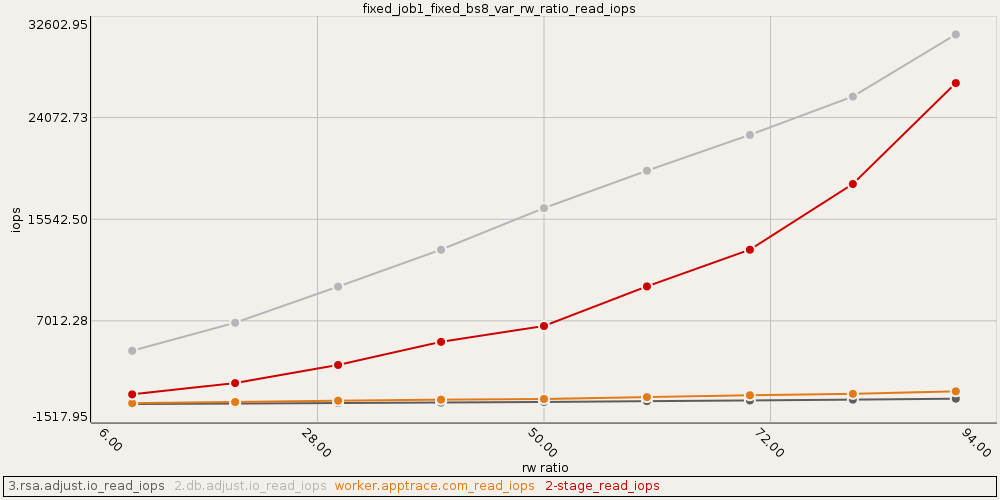 fixed_job1_fixed_bs8_var_rw_ratio_read_iops
32602.95
24072.73
15542.50
7012.28
-1517.95
iops
6.00
28.00
50.00
72.00
94.00
rw ratio
3.rsa.adjust.io_read_iops 2.db.adjust.io_read_iops worker.apptrace.com_read_iops 2-stage_read_iops